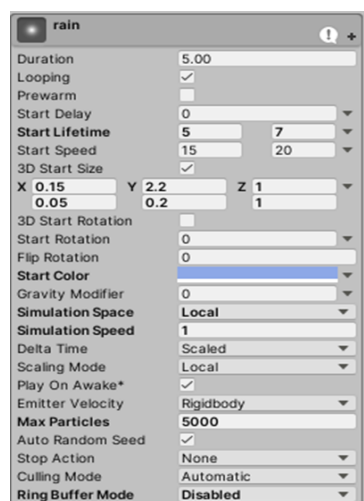 rain
Duration 5.00
Looping
Prewarm
Start Delay 0
Start Lifetime 5 7
Start Speed 15 20
3D Start Size
X 0.15 Y 2.2 Z 1
0.05 0.2 1
3D Start Rotation
Start Rotation 0
Flip Rotation 0
Start Color
Gravity Modifier 0
Simulation Space Local
Simulation Speed 1
Delta Time Scaled
Scaling Mode Local
Play On Awake*
Emitter Velocity Rigidbody
Max Particles 5000
Auto Random Seed
Stop Action None
Culling Mode Automatic
Ring Buffer Mode Disabled